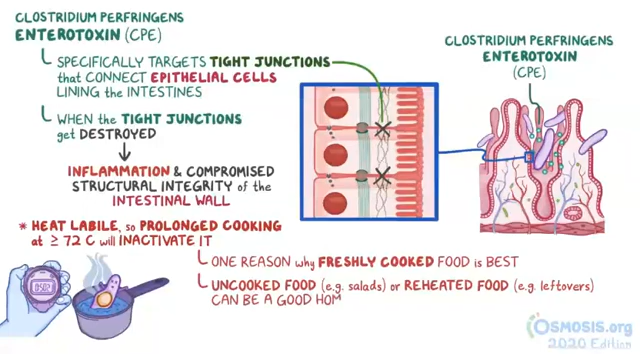 CLOSTRIDIUM PERFRINGENS
ENTEROTOXIN (CPE)
SPECIFICALLY TARGETS TIGHT JUNCTIONS
that CONNECT EPITHELIAL CELLS
LINING the INTESTINES
WHEN the TIGHT JUNCTIONS
get DESTROYED
INFLAMMATION & COMPROMISED
STRUCTURAL INTEGRITY of the
INTESTINAL WALL
* HEAT LABILE, so PROLONGED COOKING
at ≥ 72 C will INACTIVATE IT
ONE REASON why FRESHLY COOKED FOOD is BEST
UNCOOKED FOOD (e.g. salads) or REHEATED FOOD (e.g. leftovers)
CAN BE A GOOD HOM
CLOSTRIDIUM PERFRINGENS
ENTEROTOXIN
(CPE)
OSMOSIS.org
2020 Edition